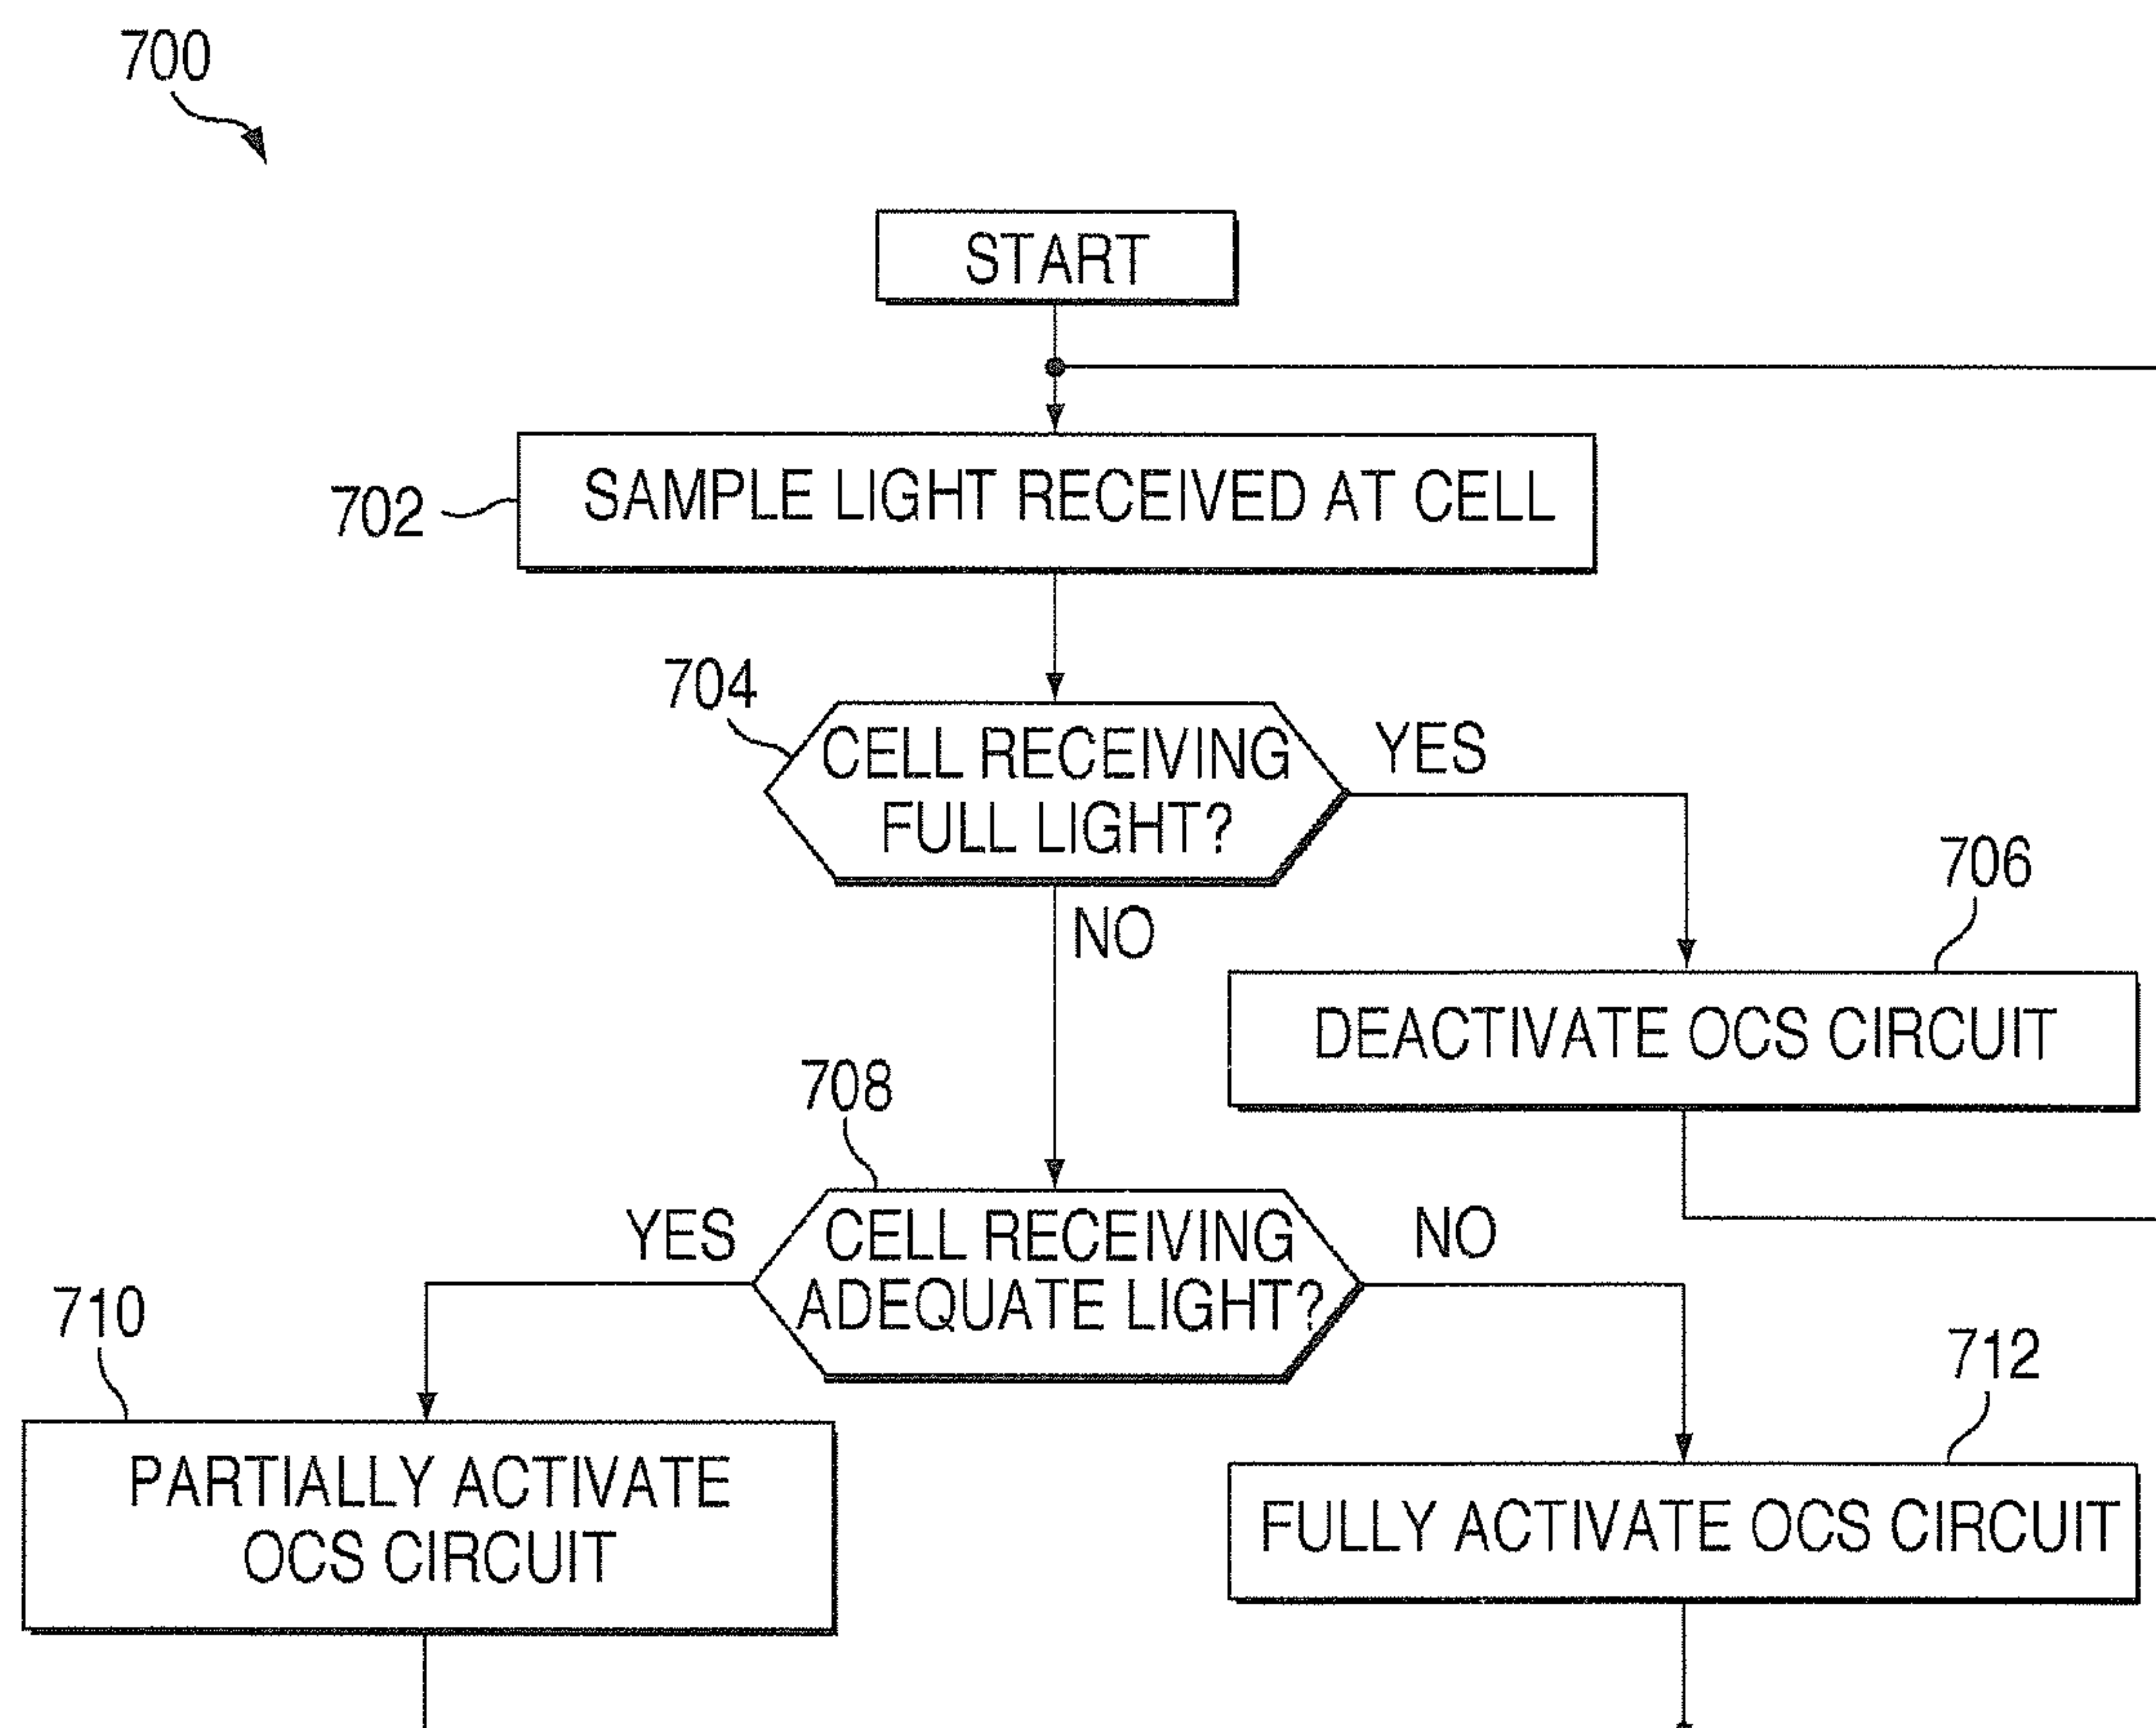 700
START
702
SAMPLE LIGHT RECEIVED AT CELL
704
CELL RECEIVING
FULL LIGHT?
YES
NO
706
DEACTIVATE OCS CIRCUIT
708
YES
CELL RECEIVING
ADEQUATE LIGHT?
NO
710
PARTIALLY ACTIVATE
OCS CIRCUIT
712
FULLY ACTIVATE OCS CIRCUIT